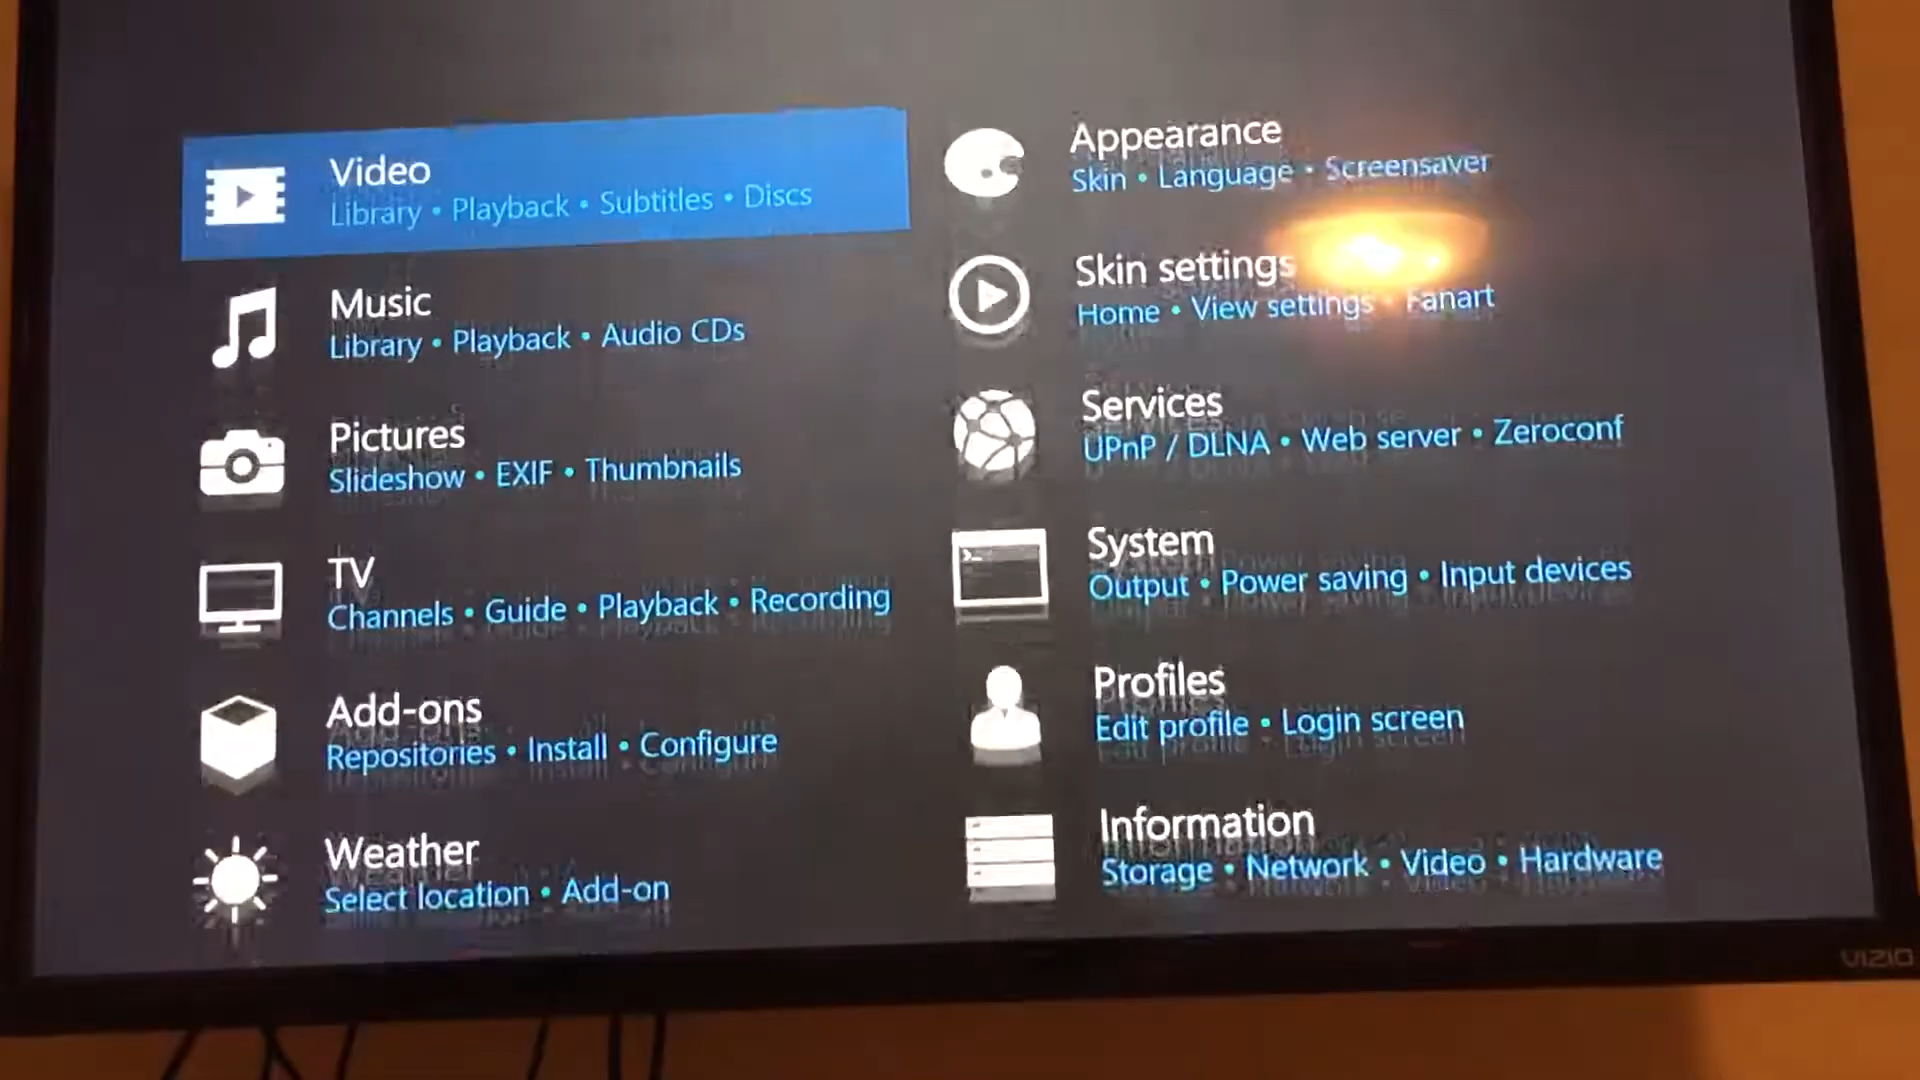 Video
Library • Playback • Subtitles • Discs
Music
Library • Playback • Audio CDs
Pictures
Slideshow • EXIF • Thumbnails
TV
Channels • Guide • Playback • Recording
Add-ons
Repositories • Install • Configure
Weather
Select location • Add-on
Appearance
Skin • Language • Screensaver
Skin settings
Home • View settings • Fanart
Services
UPnP / DLNA • Web server • Zeroconf
System
Output • Power saving • Input devices
Profiles
Edit profile • Login screen
Information
Storage • Network • Video • Hardware
VIZIO